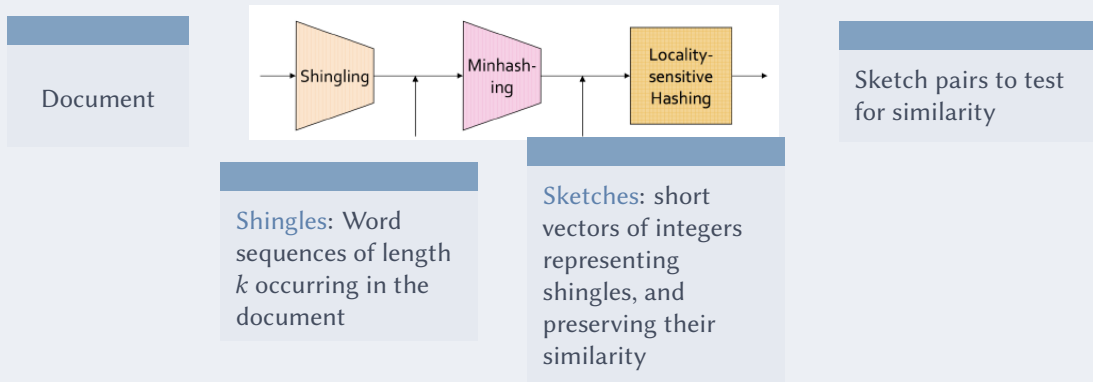 Document
Shingling
Minhash-
ing
Locality-
sensitive
Hashing
Sketch pairs to test
for similarity
Shingles: Word
sequences of length
k occurring in the
document
Sketches: short
vectors of integers
representing
shingles, and
preserving their
similarity